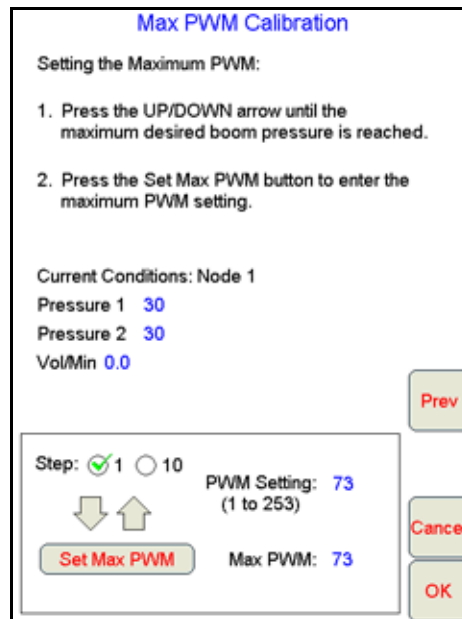 Max PWM Calibration
Setting the Maximum PWM:
1. Press the UP/DOWN arrow until the
maximum desired boom pressure is reached.
2. Press the Set Max PWM button to enter the
maximum PWM setting.
Current Conditions: Node 1
Pressure 1 30
Pressure 2 30
Vol/Min 0.0
Prev
Step: 1 10
PWM Setting: 73
(1 to 253)
Set Max PWM
Max PWM: 73
Cance
OK